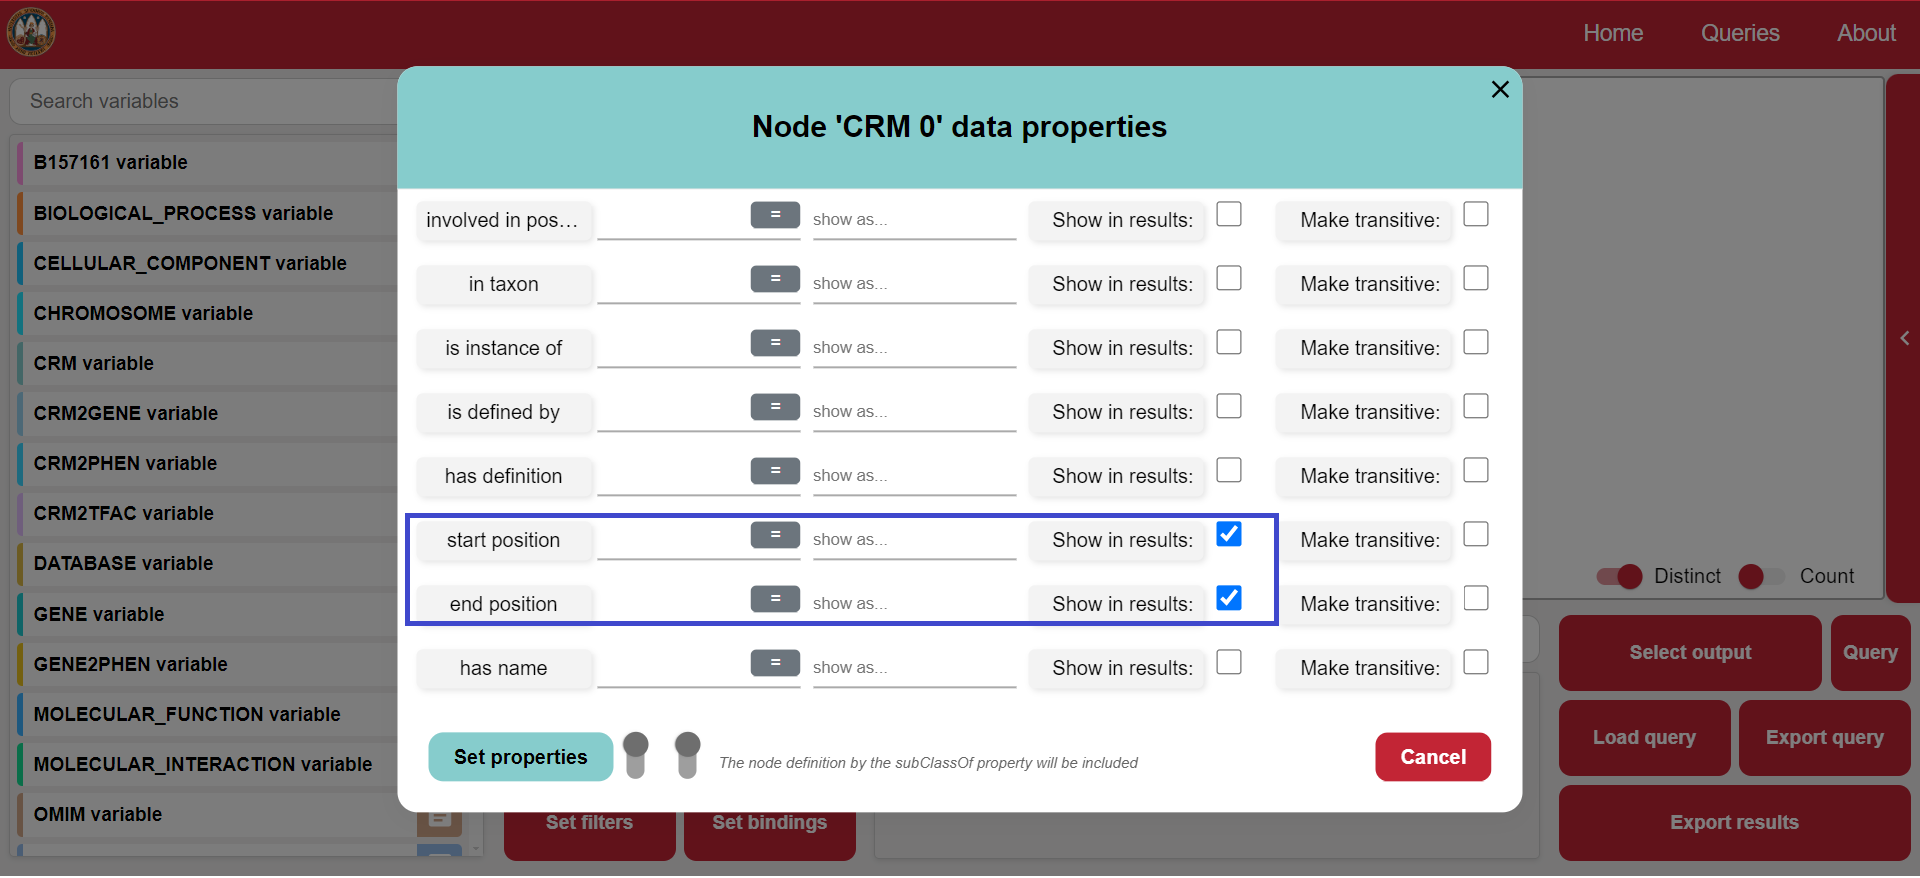 Home Queries About
Search variables
Node 'CRM 0' data properties
B157161 variable
BIOLOGICAL_PROCESS variable
CELLULAR_COMPONENT variable
CHROMOSOME variable
CRM variable
CRM2GENE variable
CRM2PHEN variable
CRM2TFAC variable
DATABASE variable
GENE variable
GENE2PHEN variable
MOLECULAR_FUNCTION variable
MOLECULAR_INTERACTION variable
OMIM variable
involved in pos... = show as... Show in results: Make transitive:
in taxon = show as... Show in results: Make transitive:
is instance of = show as... Show in results: Make transitive:
is defined by = show as... Show in results: Make transitive:
has definition = show as... Show in results: Make transitive:
start position = show as... Show in results: Make transitive:
end position = show as... Show in results: Make transitive:
has name = show as... Show in results: Make transitive:
Set properties The node definition by the subClassOf property will be included Cancel
Distinct Count
Select output Query
Load query Export query
Set filters Set bindings Export results